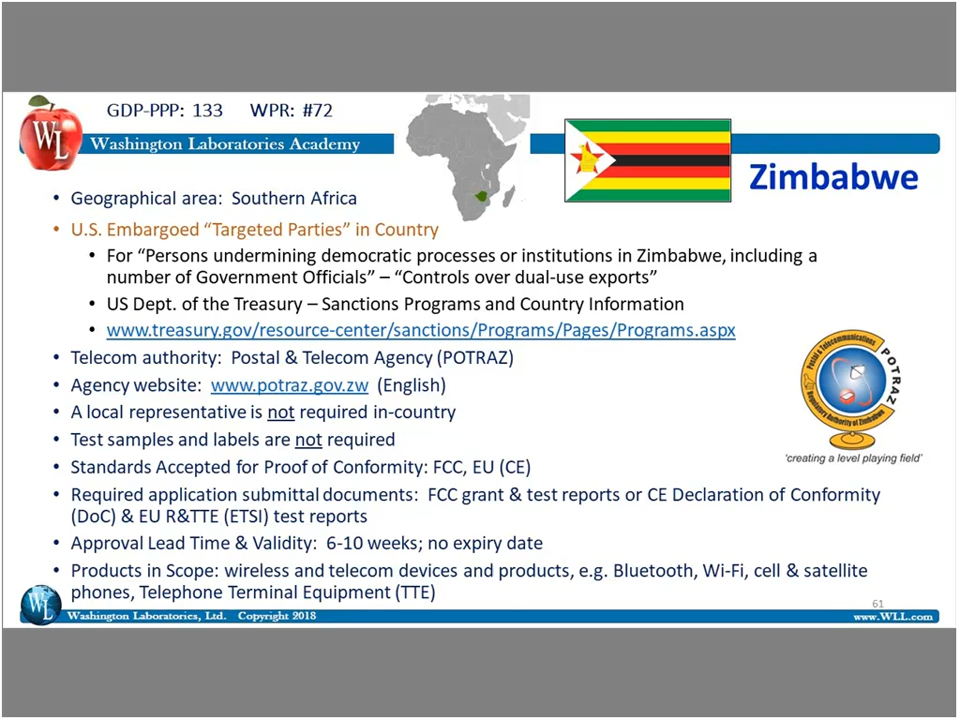 GDP-PPP: 133 WPR: #72
WL Washington Laboratories Academy
Zimbabwe
• Geographical area: Southern Africa
• U.S. Embargoed “Targeted Parties” in Country
• For “Persons undermining democratic processes or institutions in Zimbabwe, including a
number of Government Officials” – “Controls over dual-use exports”
• US Dept. of the Treasury – Sanctions Programs and Country Information
• www.treasury.gov/resource-center/sanctions/Programs/Pages/Programs.aspx
• Telecom authority: Postal & Telecom Agency (POTRAZ)
• Agency website: www.potraz.gov.zw (English)
• A local representative is not required in-country
• Test samples and labels are not required
• Standards Accepted for Proof of Conformity: FCC, EU (CE)
• Required application submittal documents: FCC grant & test reports or CE Declaration of Conformity
(DoC) & EU R&TTE (ETSI) test reports
• Approval Lead Time & Validity: 6-10 weeks; no expiry date
• Products in Scope: wireless and telecom devices and products, e.g. Bluetooth, Wi-Fi, cell & satellite
phones, Telephone Terminal Equipment (TTE)
Postal & Telecommunications
Regulatory Authority of Zimbabwe
POTRAZ
'creating a level playing field'
61
WL Washington Laboratories, Ltd. Copyright 2018 www.WLL.com